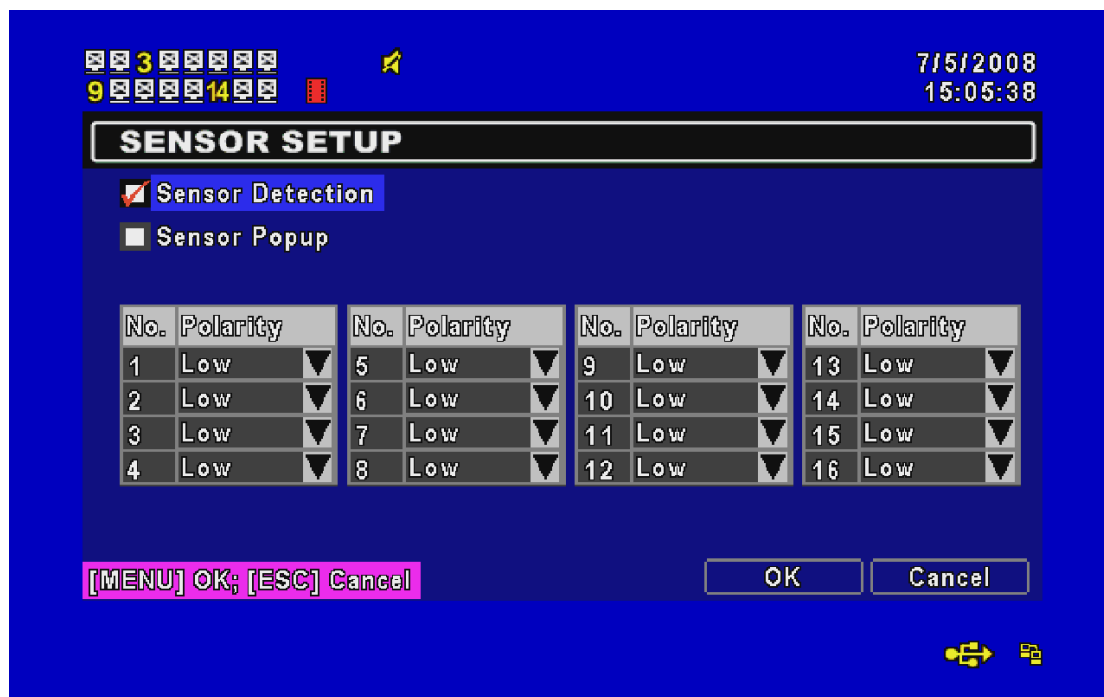 3
7/5/2008
9 14
15:05:38
SENSOR SETUP
Sensor Detection
Sensor Popup
No. Polarity No. Polarity No. Polarity No. Polarity
1 Low 5 Low 9 Low 13 Low
2 Low 6 Low 10 Low 14 Low
3 Low 7 Low 11 Low 15 Low
4 Low 8 Low 12 Low 16 Low
[MENU] OK; [ESC] Cancel OK Cancel